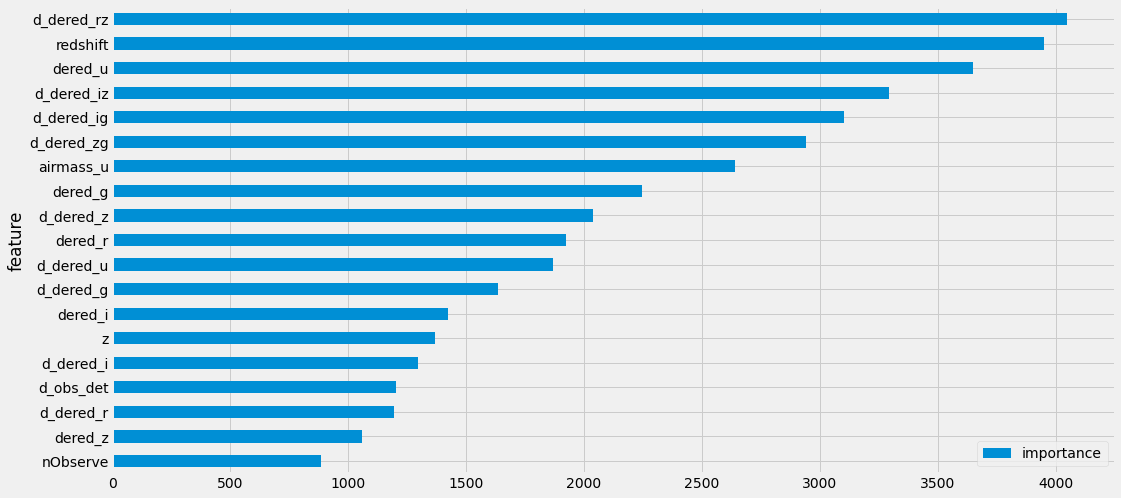 d_dered_rz
redshift
dered_u
d_dered_iz
d_dered_ig
d_dered_zg
airmass_u
dered_g
d_dered_z
dered_r
d_dered_u
d_dered_g
dered_i
z
d_dered_i
d_obs_det
d_dered_r
dered_z
nObserve
feature
importance
0 500 1000 1500 2000 2500 3000 3500 4000